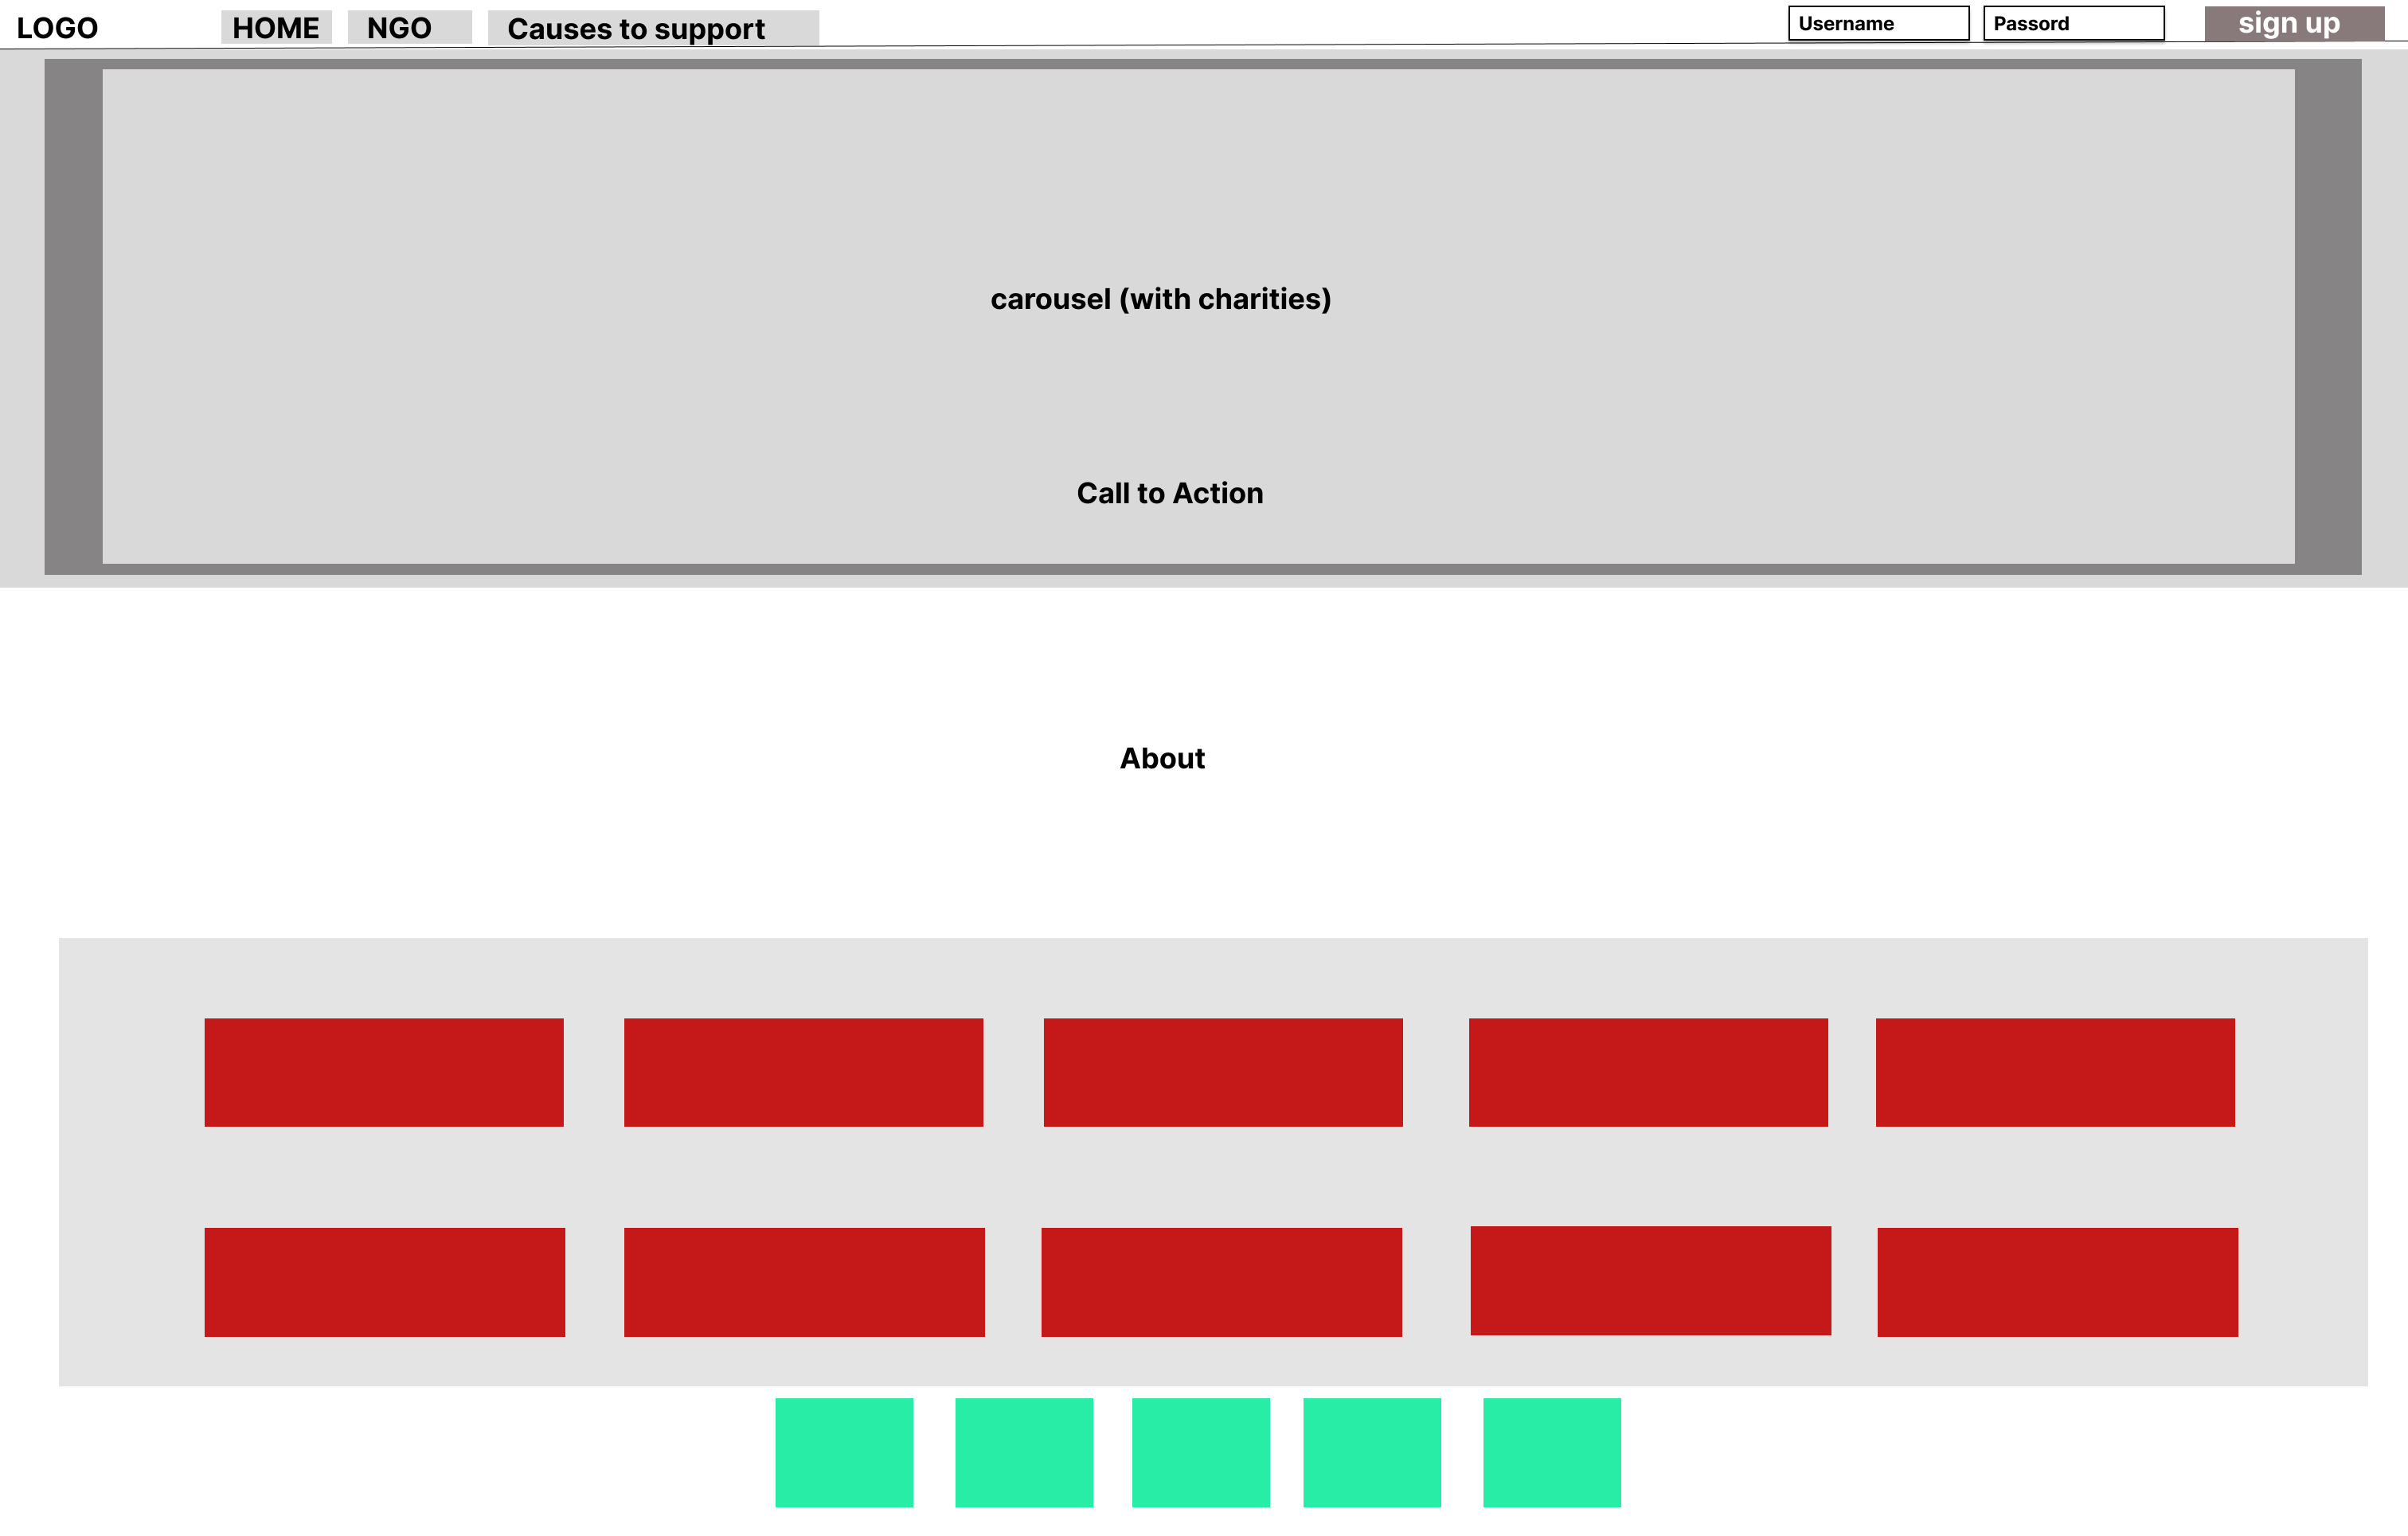 LOGO
HOME
NGO
Causes to support
Username
Passord
sign up
carousel (with charities)
Call to Action
About